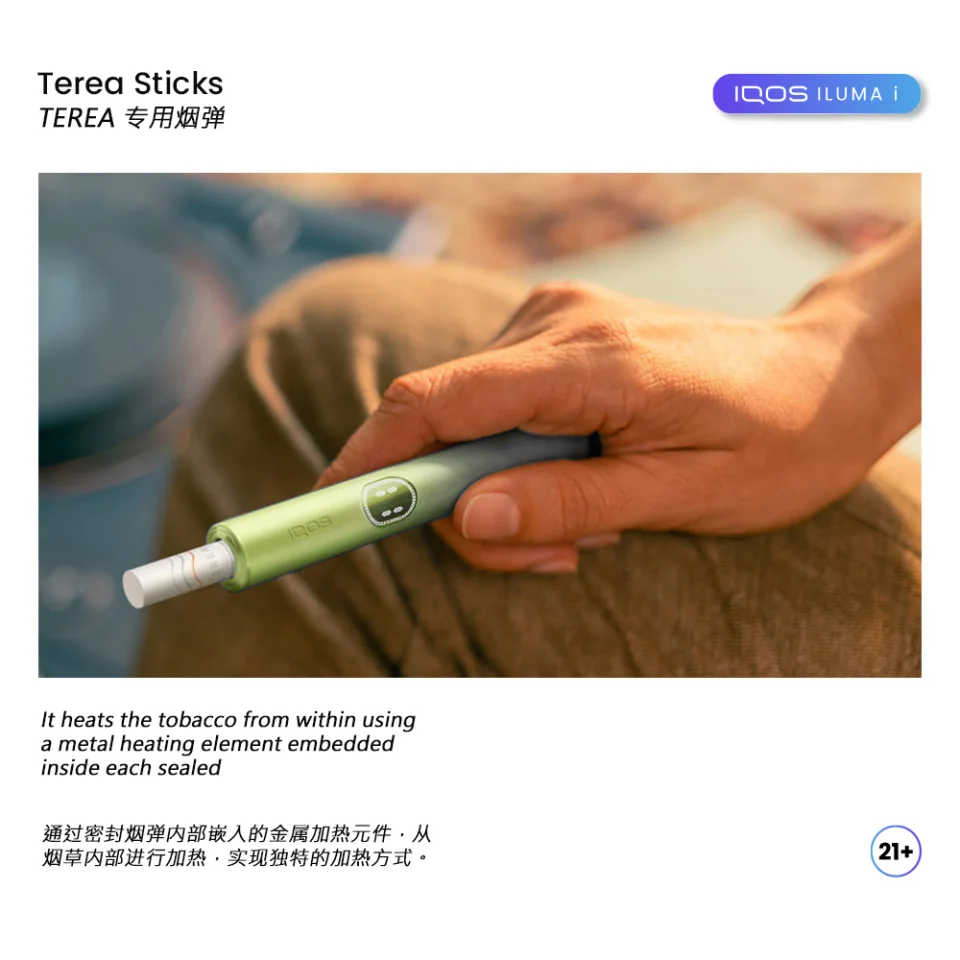 Terea Sticks
TEREA 专用烟弹
IQOS ILUMA i
IQOS
It heats the tobacco from within using
a metal heating element embedded
inside each sealed
通过密封烟弹内部嵌入的金属加热元件，从
烟草内部进行加热，实现独特的加热方式。
21+